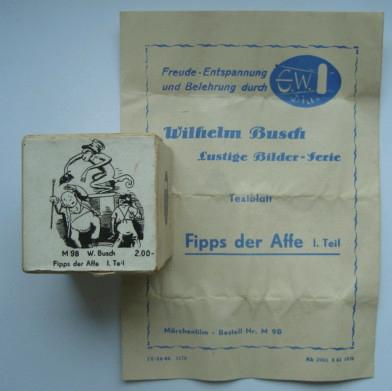 Freude-Entspannung
und Belehrung durch
E.W.
Wilhelm Busch
Lustige Bilder-Serie
Textblatt
Fipps der Affe I. Teil
Märchenfilm - Bestell Nr. M 98
M 98 W. Busch 2.00-
Fipps der Affe I. Teil